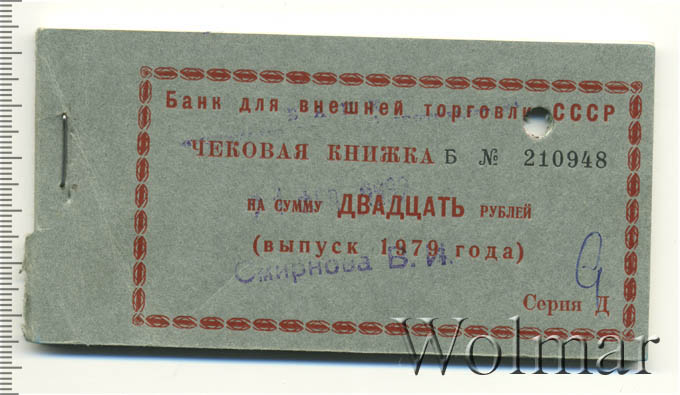 Банк для внешней торговли СССР
ЧЕКОВАЯ КНИЖКА Б № 210948
НА СУММУ ДВАДЦАТЬ РУБЛЕЙ
(выпуск 1979 года)
Смирнова В. И.
Серия Д
Wolmar